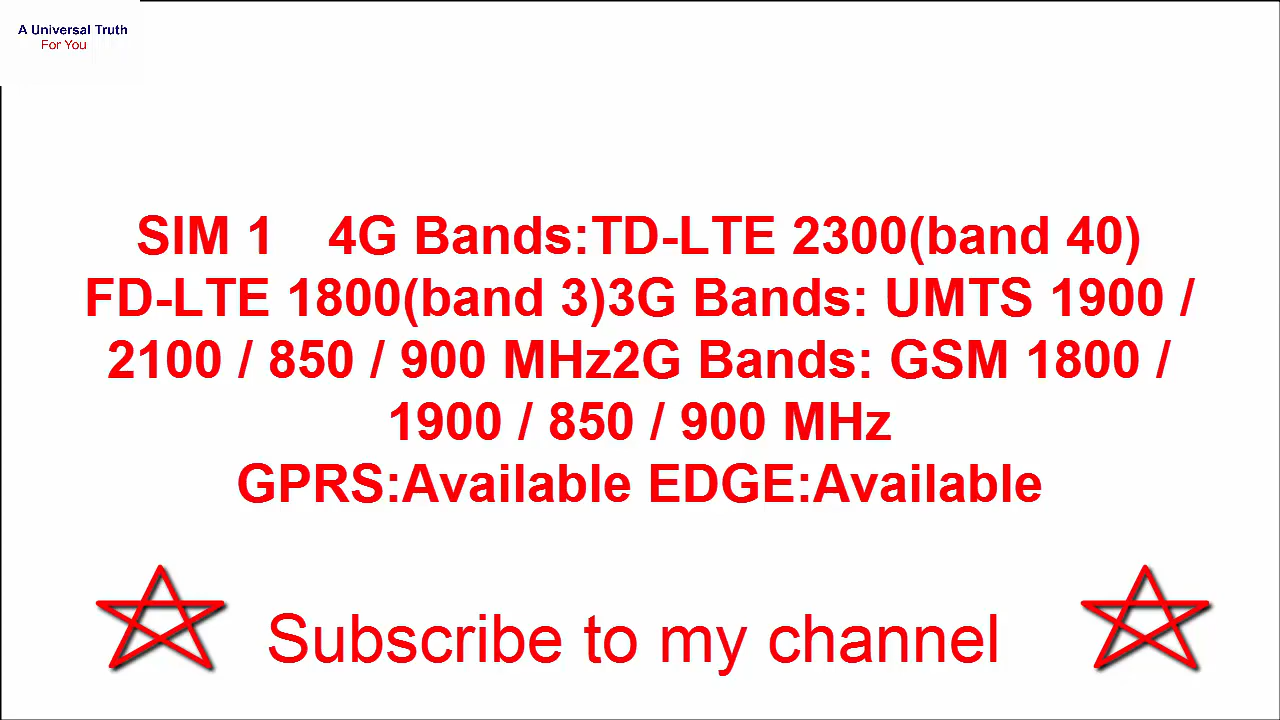 A Universal Truth
For You
SIM 1    4G Bands:TD-LTE 2300(band 40)
FD-LTE 1800(band 3)3G Bands: UMTS 1900 /
2100 / 850 / 900 MHz2G Bands: GSM 1800 /
1900 / 850 / 900 MHz
GPRS:Available EDGE:Available
Subscribe to my channel